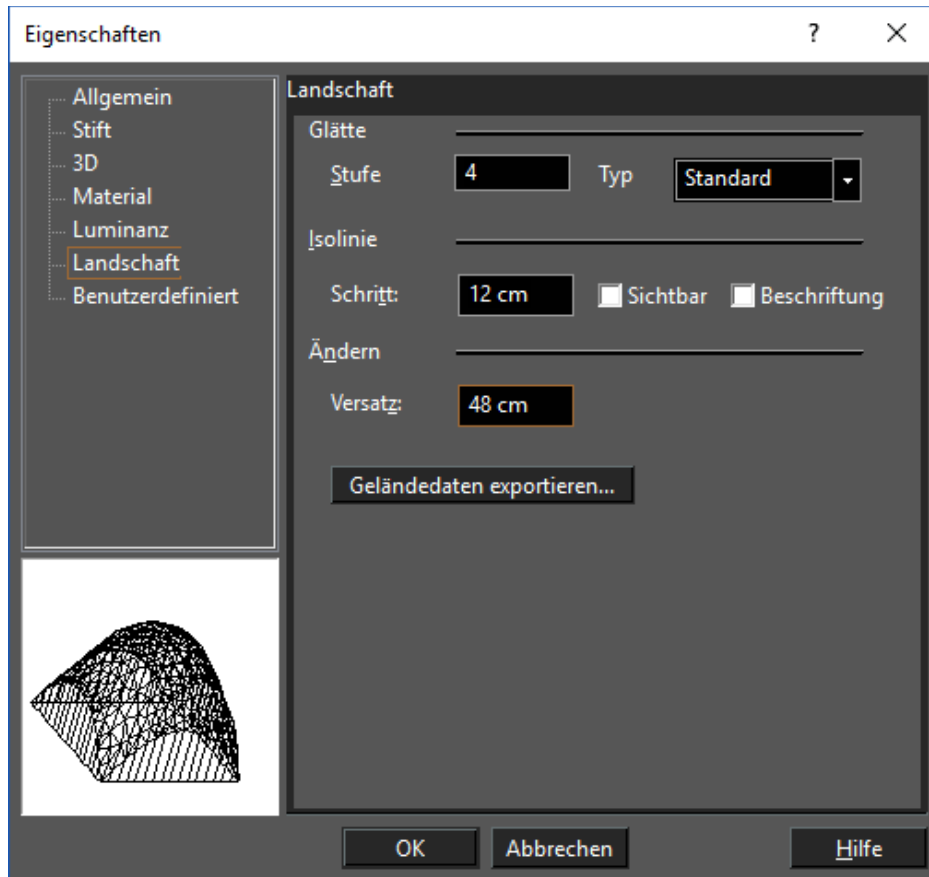 Eigenschaften ?
Allgemein
Stift
3D
Material
Luminanz
Landschaft
Benutzerdefiniert
Landschaft
Glätte
Stufe 4 Typ Standard
Isolinie
Schritt: 12 cm Sichtbar Beschriftung
Ändern
Versatz: 48 cm
Geländedaten exportieren...
OK Abbrechen Hilfe